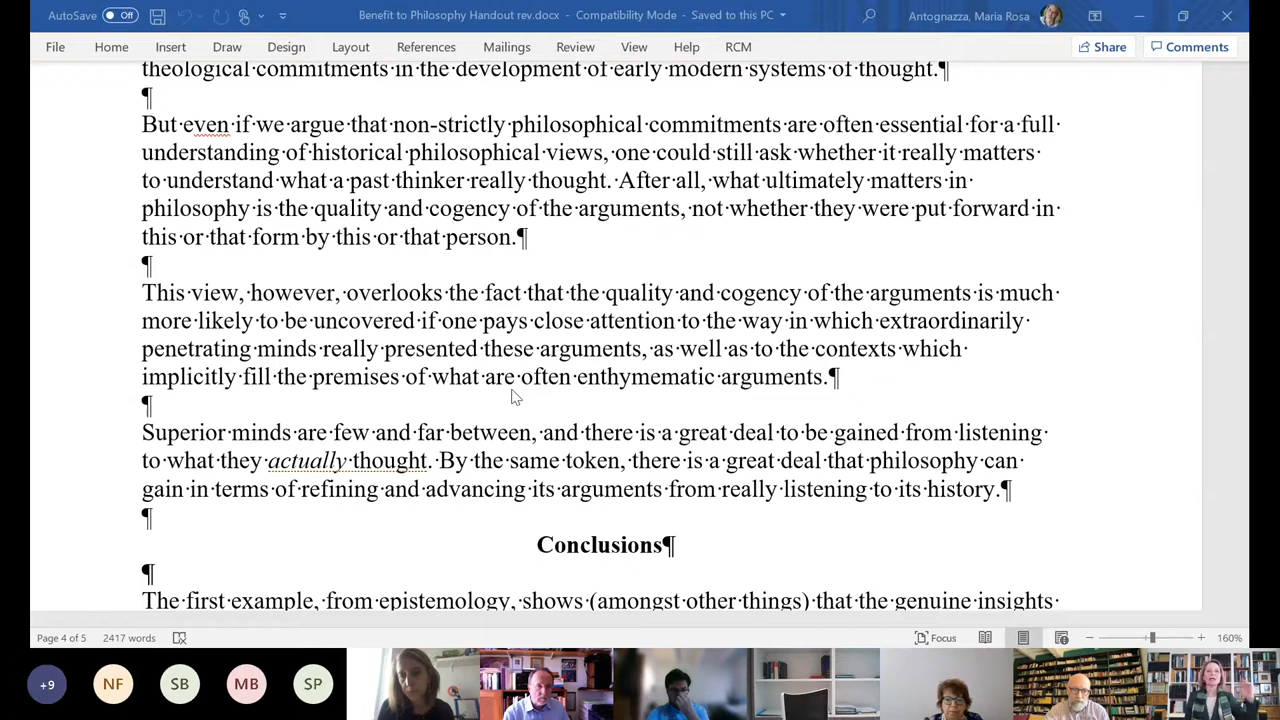 AutoSave Off Benefit to Philosophy Handout rev.docx - Compatibility Mode - Saved to this PC Antognazza, Maria Rosa
File Home Insert Draw Design Layout References Mailings Review View Help RCM Share Comments
theological·commitments·in·the·development·of·early·modern·systems·of·thought.¶
¶
But·even·if·we·argue·that·non-strictly·philosophical·commitments·are·often·essential·for·a·full·
understanding·of·historical·philosophical·views,·one·could·still·ask·whether·it·really·matters·
to·understand·what·a·past·thinker·really·thought.·After·all,·what·ultimately·matters·in·
philosophy·is·the·quality·and·cogency·of·the·arguments,·not·whether·they·were·put·forward·in·
this·or·that·form·by·this·or·that·person.¶
¶
This·view,·however,·overlooks·the·fact·that·the·quality·and·cogency·of·the·arguments·is·much·
more·likely·to·be·uncovered·if·one·pays·close·attention·to·the·way·in·which·extraordinarily·
penetrating·minds·really·presented·these·arguments,·as·well·as·to·the·contexts·which·
implicitly·fill·the·premises·of·what·are·often·enthymematic·arguments.¶
¶
Superior·minds·are·few·and·far·between,·and·there·is·a·great·deal·to·be·gained·from·listening·
to·what·they·actually·thought.·By·the·same·token,·there·is·a·great·deal·that·philosophy·can·
gain·in·terms·of·refining·and·advancing·its·arguments·from·really·listening·to·its·history.¶
¶
Conclusions¶
¶
The·first·example,·from·epistemology,·shows·(amongst·other·things)·that·the·genuine·insights·
Page 4 of 5 2417 words Focus 160%
+9 NF SB MB SP